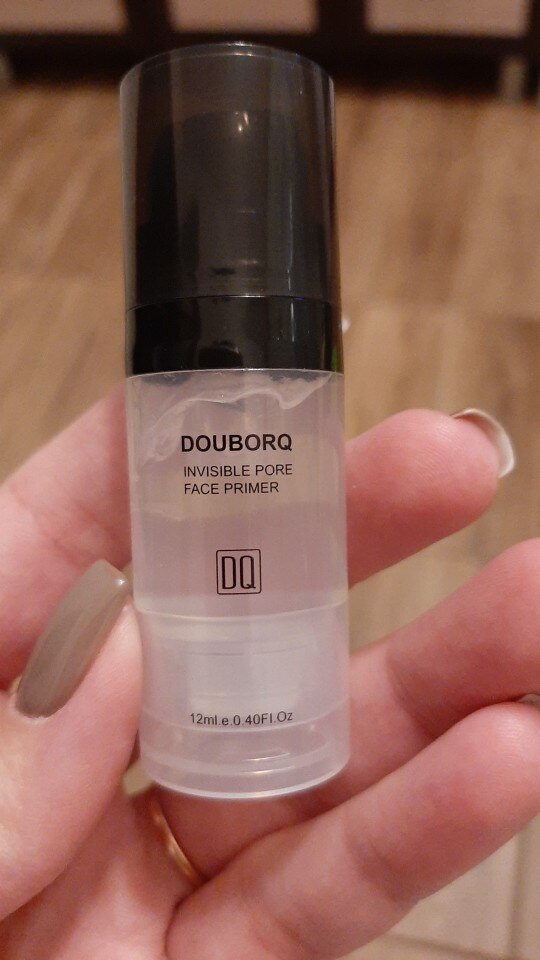 DOUBORQ
INVISIBLE PORE
FACE PRIMER
DQ
12ml.e.0.40Fl.Oz